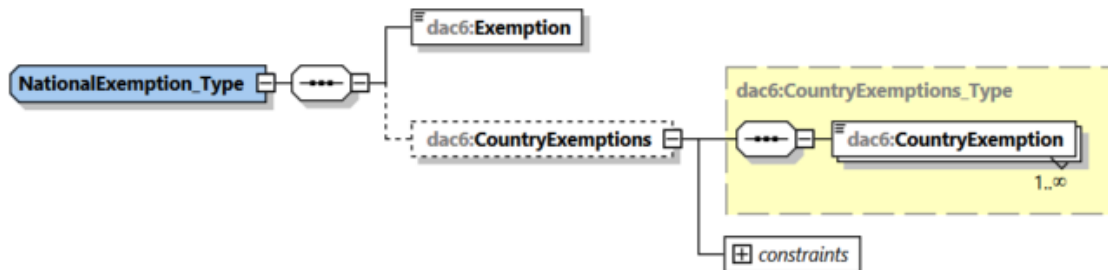 dac6:Exemption
NationalExemption_Type
dac6:CountryExemptions_Type
dac6:CountryExemptions
dac6:CountryExemption
1..∞
constraints